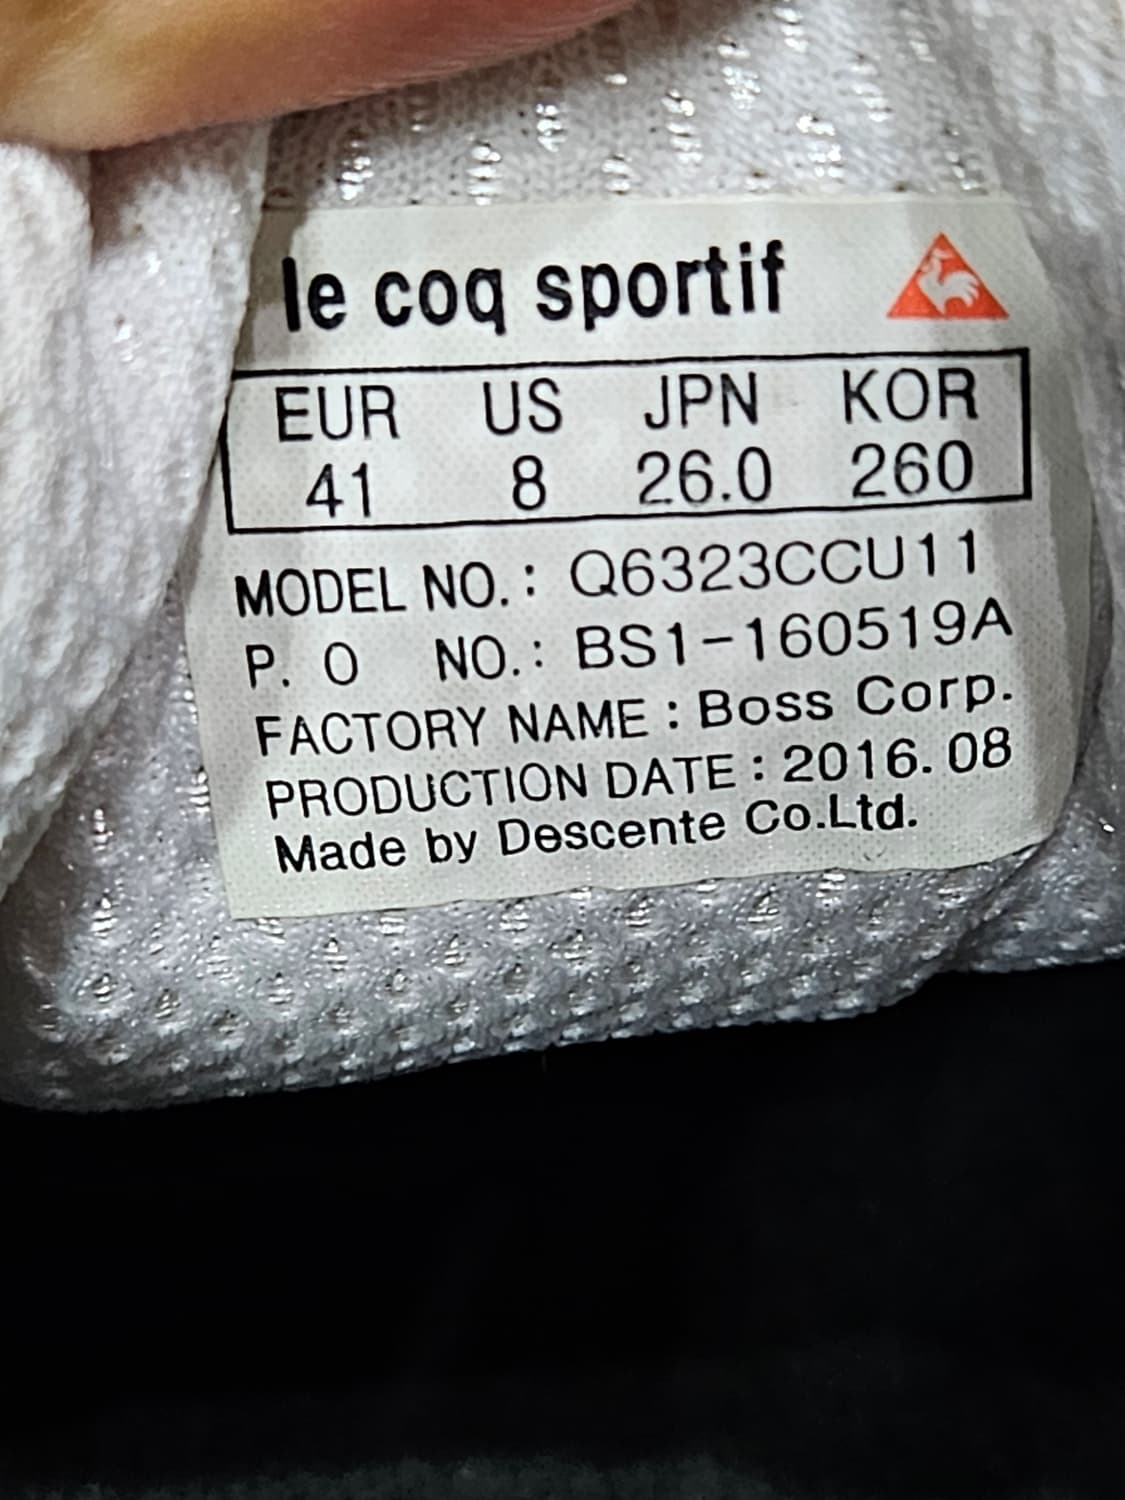 le coq sportif
EUR US JPN KOR
41 8 26.0 260
MODEL NO.: Q6323CCU11
P. O NO.: BS1-160519A
FACTORY NAME : Boss Corp.
PRODUCTION DATE : 2016. 08
Made by Descente Co.Ltd.